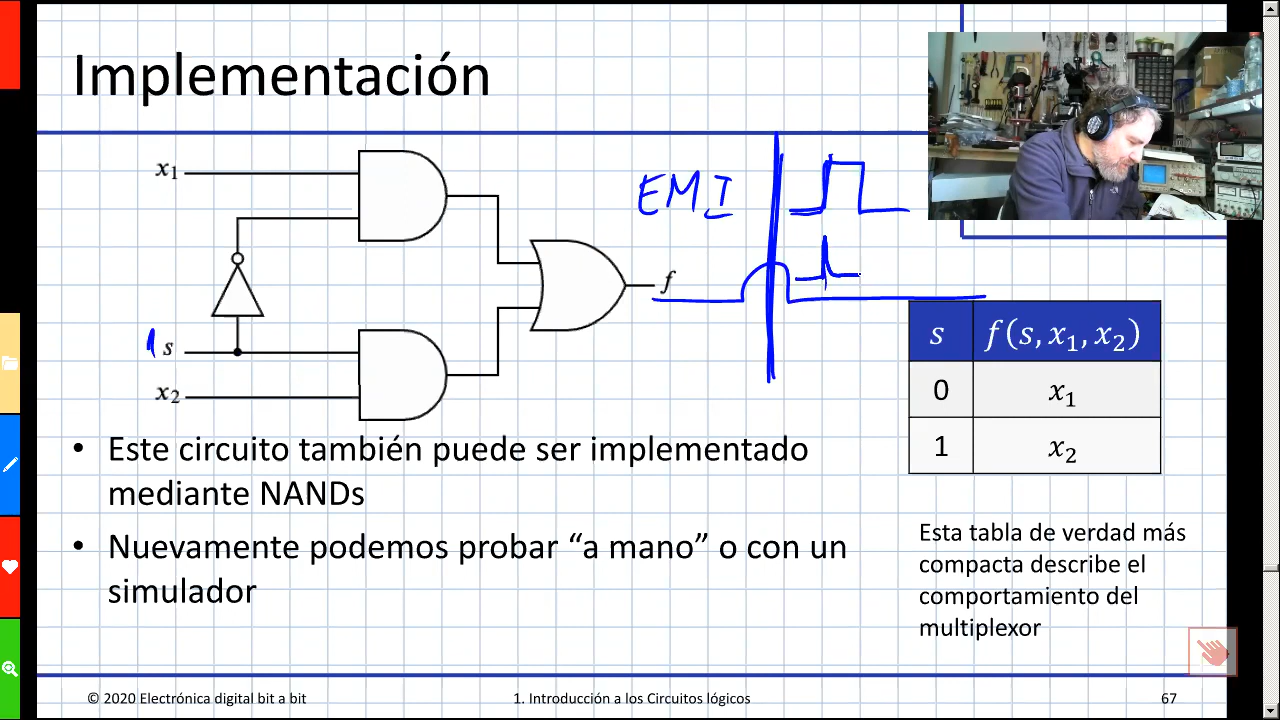 Implementación
x₁
EMI
f
1 s
x₂
s f(s, x₁, x₂)
0 x₁
1 x₂
• Este circuito también puede ser implementado
mediante NANDs
• Nuevamente podemos probar “a mano” o con un
simulador
Esta tabla de verdad más
compacta describe el
comportamiento del
multiplexor
© 2020 Electrónica digital bit a bit
1. Introducción a los Circuitos lógicos
67